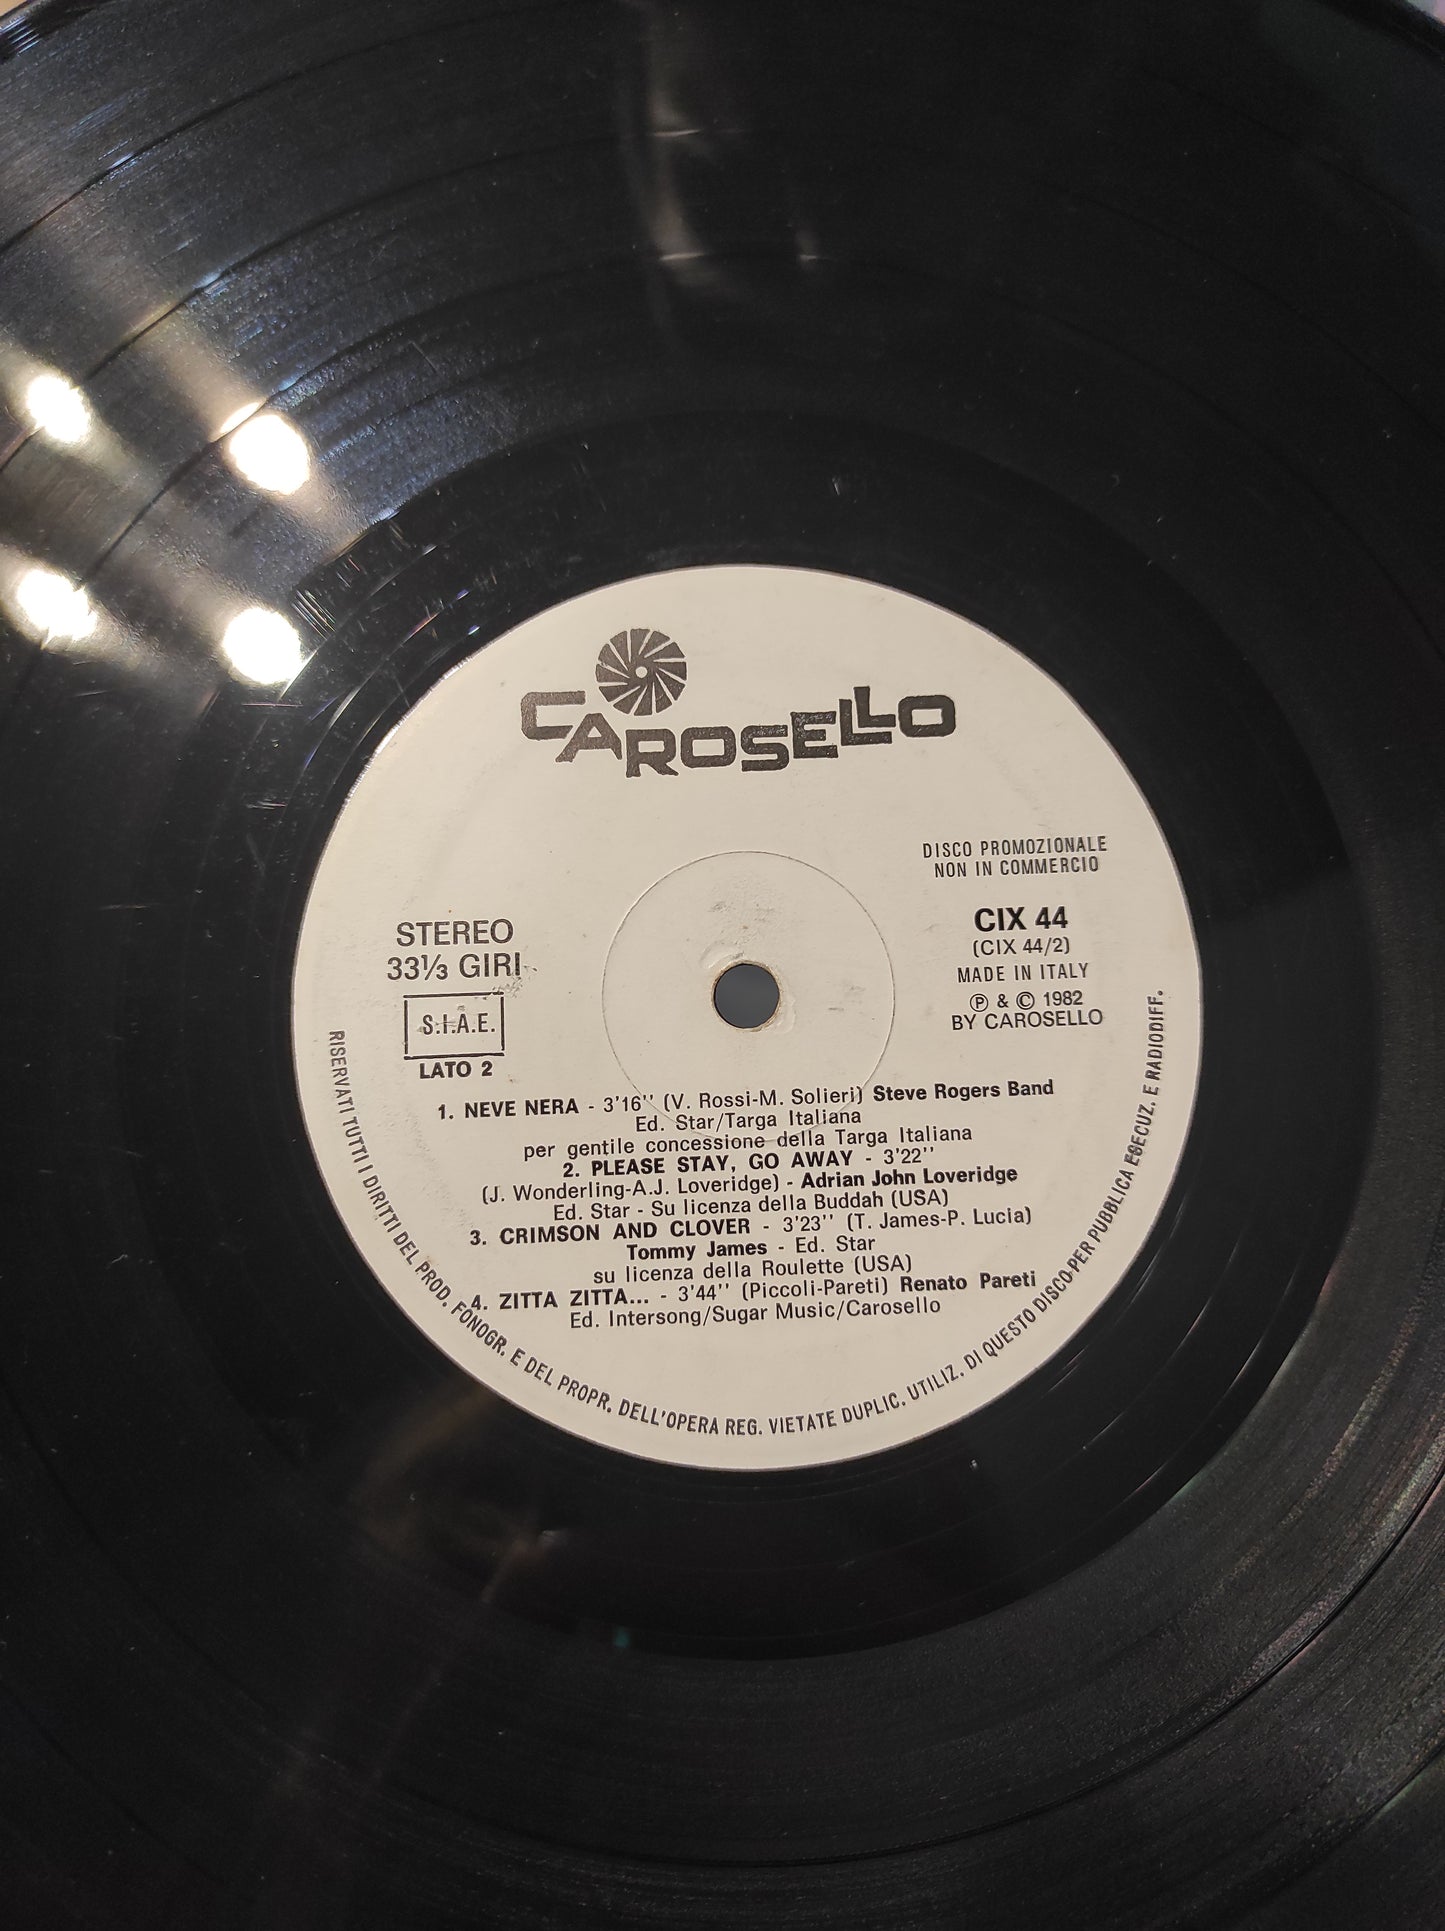 CAROSELLO
DISCO PROMOZIONALE
NON IN COMMERCIO
STEREO
33⅓ GIRI
S.I.A.E.
LATO 2
CIX 44
(CIX 44/2)
MADE IN ITALY
Ⓟ & © 1982
BY CAROSELLO
1. NEVE NERA - 3'16'' (V. Rossi-M. Solieri) Steve Rogers Band
Ed. Star/Targa Italiana
per gentile concessione della Targa Italiana
2. PLEASE STAY, GO AWAY - 3'22''
(J. Wonderling-A.J. Loveridge) - Adrian John Loveridge
Ed. Star - Su licenza della Buddah (USA)
3. CRIMSON AND CLOVER - 3'23'' (T. James-P. Lucia)
Tommy James - Ed. Star
su licenza della Roulette (USA)
4. ZITTA ZITTA... - 3'44'' (Piccoli-Pareti) Renato Pareti
Ed. Intersong/Sugar Music/Carosello
RISERVATI TUTTI I DIRITTI DEL PROD. FONOGR. E DEL PROPR. DELL'OPERA REG. VIETATE DUPLIC. UTILIZ. DI QUESTO DISCO PER PUBBLICA ESECUZ. E RADIODIFF.